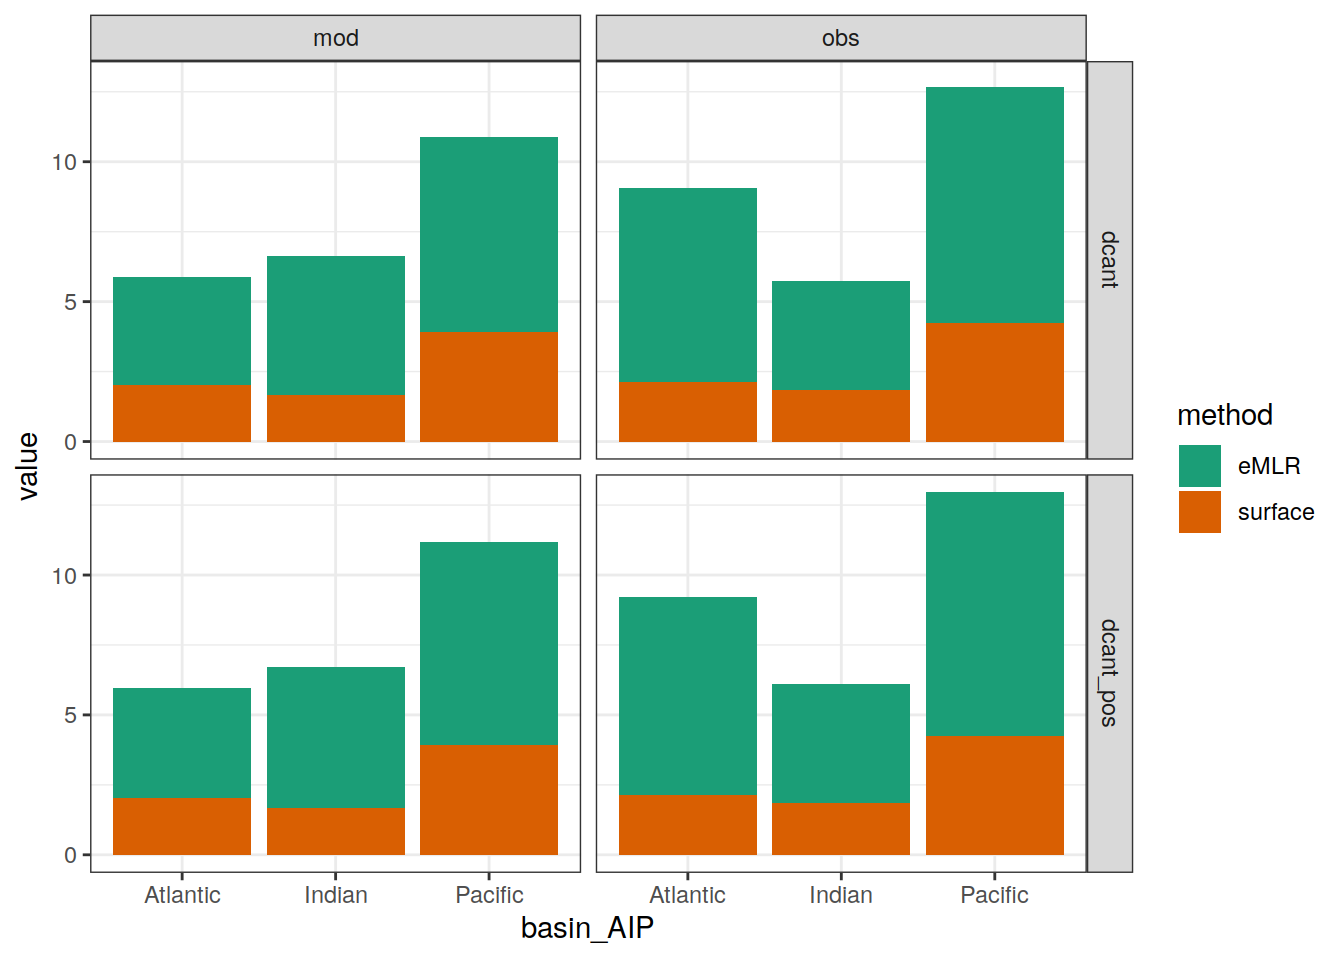 mod
obs
10
5
0
dcant
10
5
0
dcant_pos
value
Atlantic
Indian
Pacific
Atlantic
Indian
Pacific
basin_AIP
method
eMLR
surface